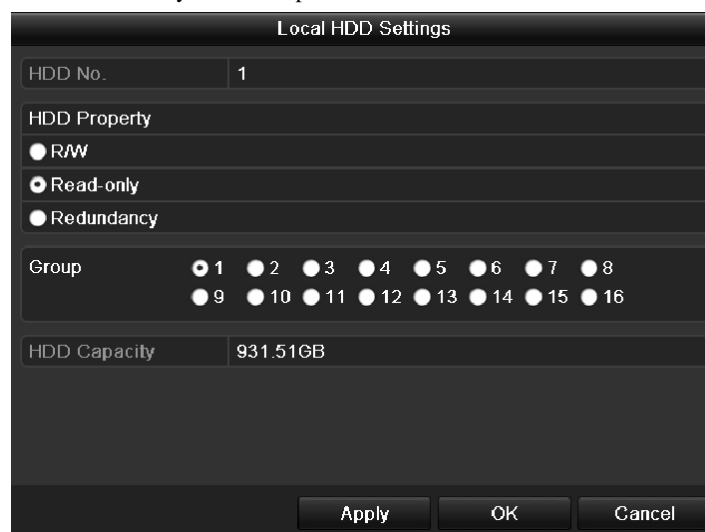 Local HDD Settings
HDD No. 1
HDD Property
R/W
Read-only
Redundancy
Group 1 2 3 4 5 6 7 8
9 10 11 12 13 14 15 16
HDD Capacity 931.51GB
Apply OK Cancel